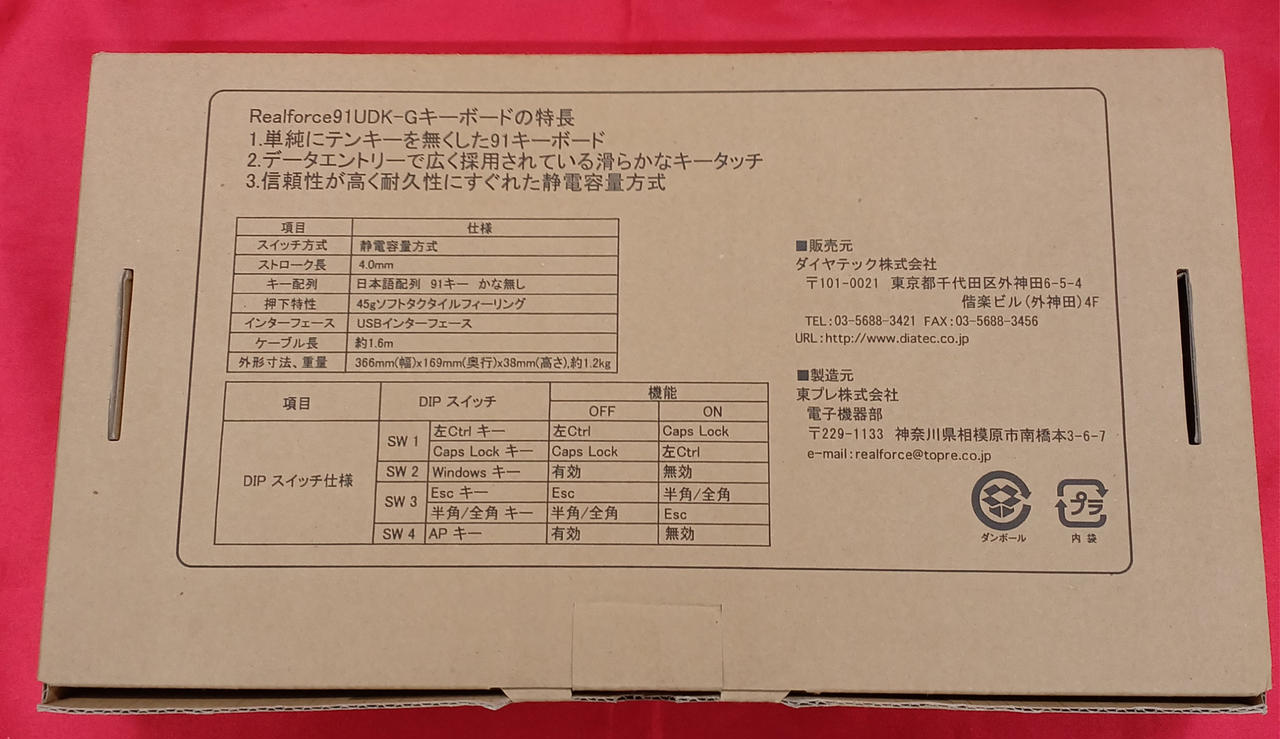 Realforce91UDK-Gキーボードの特長
1.単純にテンキーを無くした91キーボード
2.データエントリーで広く採用されている滑らかなキータッチ
3.信頼性が高く耐久性にすぐれた静電容量方式
項目 仕様
スイッチ方式 静電容量方式
ストローク長 4.0mm
キー配列 日本語配列 91キー かな無し
押下特性 45gソフトタクタイルフィーリング
インターフェース USBインターフェース
ケーブル長 約1.6m
外形寸法、重量 366mm(幅)x169mm(奥行)x38mm(高さ),約1.2kg
項目 DIP スイッチ 機能
OFF ON
DIP スイッチ仕様 SW 1 左Ctrl キー 左Ctrl Caps Lock
Caps Lock キー Caps Lock 左Ctrl
SW 2 Windows キー 有効 無効
SW 3 Esc キー Esc 半角/全角
半角/全角 キー 半角/全角 Esc
SW 4 AP キー 有効 無効
■販売元
ダイヤテック株式会社
〒101-0021 東京都千代田区外神田6-5-4
偕楽ビル(外神田)4F
TEL:03-5688-3421 FAX:03-5688-3456
URL:http://www.diatec.co.jp
■製造元
東プレ株式会社
電子機器部
〒229-1133 神奈川県相模原市南橋本3-6-7
e-mail:realforce@topre.co.jp
プラ
ダンボール 内 袋